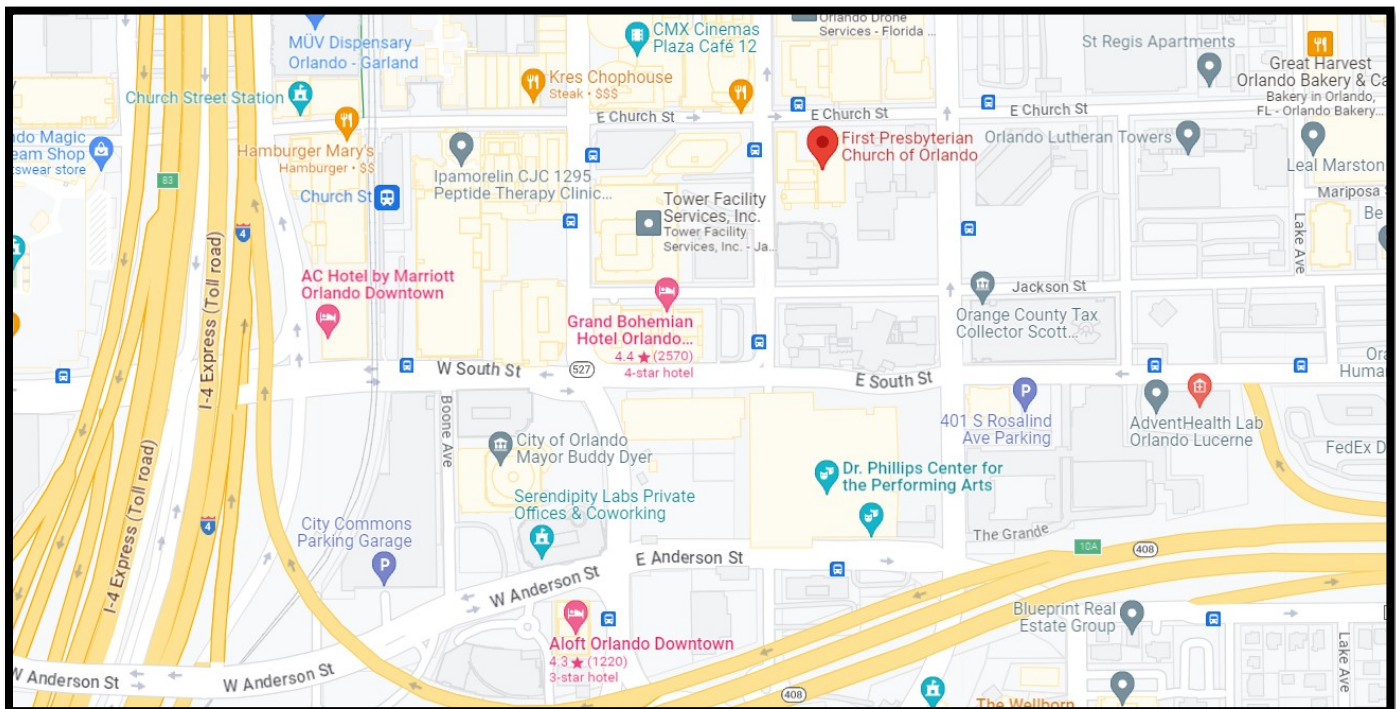 Orlando Drone
Services - Florida ...
CMX Cinemas
Plaza Café 12
MÜV Dispensary
Orlando - Garland
St Regis Apartments
Great Harvest
Orlando Bakery & Ca
Bakery in Orlando,
FL - Orlando Bakery...
Kres Chophouse
Steak • $$$
Church Street Station
E Church St
E Church St
E Church St
Hamburger Mary's
Hamburger • $$
ndo Magic
eam Shop
tswear store
First Presbyterian
Church of Orlando
Orlando Lutheran Towers
Leal Marston
Ipamorelin CJC 1295
Peptide Therapy Clinic...
83
Church St
Mariposa S
Tower Facility
Services, Inc.
Tower Facility
Services, Inc. - Ja...
Be
Lake Ave
4
I-4 Express (Toll road)
AC Hotel by Marriott
Orlando Downtown
Jackson St
Orange County Tax
Collector Scott...
Grand Bohemian
Hotel Orlando...
4.4 ★ (2570)
4-star hotel
W South St
527
E South St
Ora
Huma
Boone Ave
401 S Rosalind
Ave Parking
AdventHealth Lab
Orlando Lucerne
FedEx D
City of Orlando
Mayor Buddy Dyer
Dr. Phillips Center for
the Performing Arts
I-4 Express (Toll road)
4
Serendipity Labs Private
Offices & Coworking
City Commons
Parking Garage
P
P
The Grande
10A
408
E Anderson St
W Anderson St
Aloft Orlando Downtown
4.3 ★ (1220)
3-star hotel
Blueprint Real
Estate Group
Lake Ave
W Anderson St
W Anderson St
408
The Wellborn